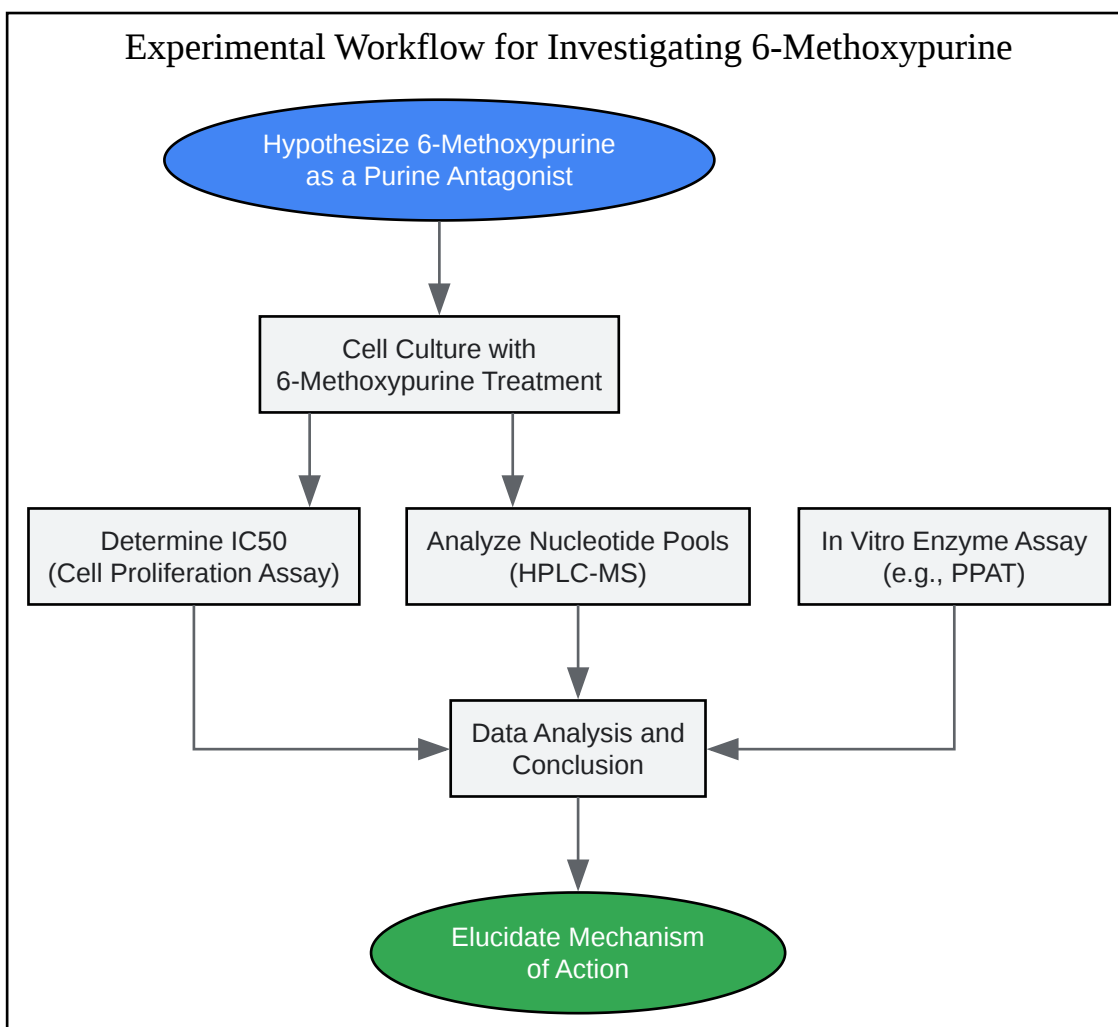 Experimental Workflow for Investigating 6-Methoxypurine
Hypothesize 6-Methoxypurine
as a Purine Antagonist
Cell Culture with
6-Methoxypurine Treatment
Determine IC50
(Cell Proliferation Assay)
Analyze Nucleotide Pools
(HPLC-MS)
In Vitro Enzyme Assay
(e.g., PPAT)
Data Analysis and
Conclusion
Elucidate Mechanism
of Action